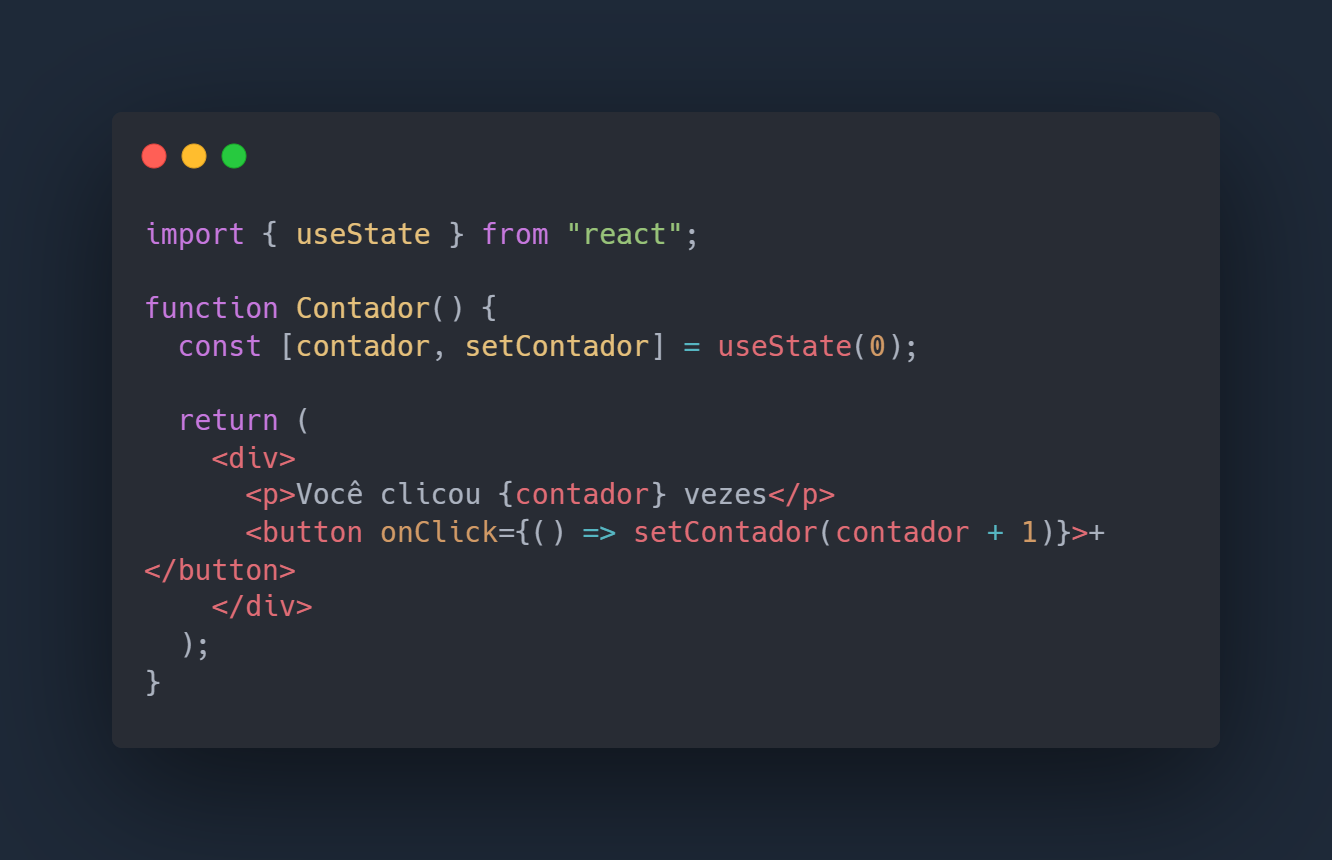 import { useState } from "react";
function Contador() {
  const [contador, setContador] = useState(0);
  return (
    <div>
      <p>Você clicou {contador} vezes</p>
      <button onClick={() => setContador(contador + 1)}>+
</button>
    </div>
  );
}